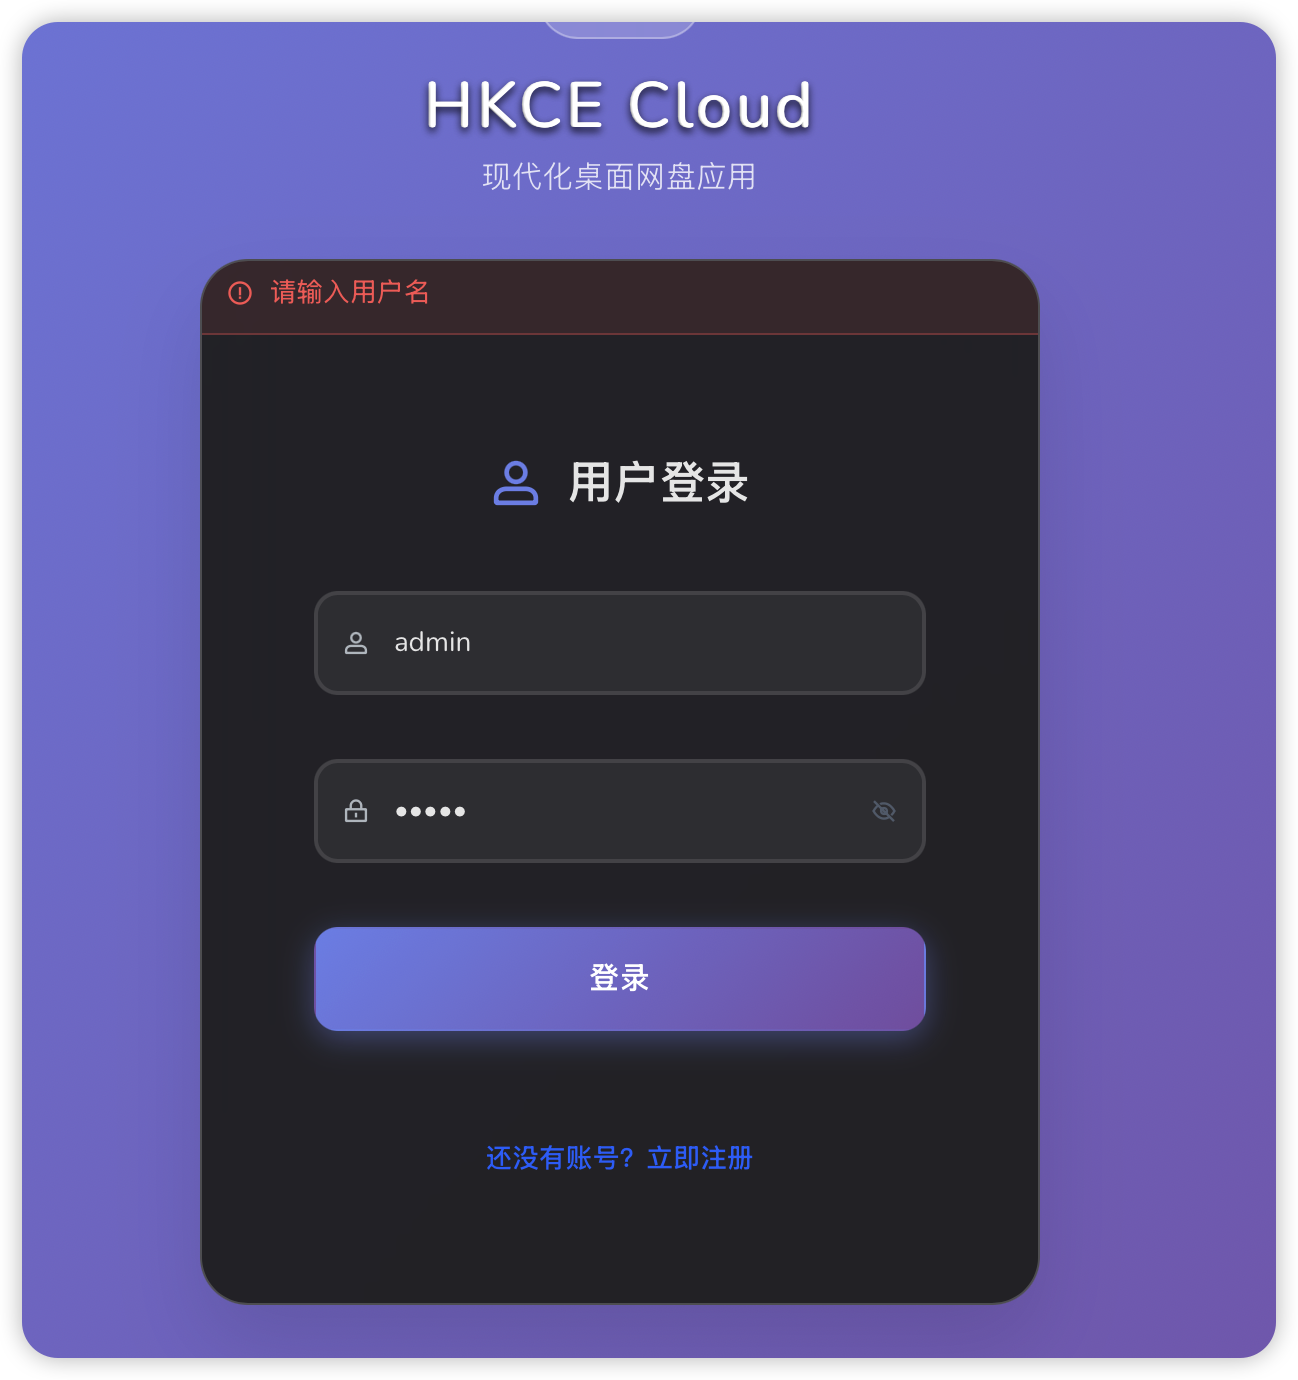 HKCE Cloud
现代化桌面网盘应用
请输入用户名
用户登录
admin
•••••
登录
还没有账号? 立即注册